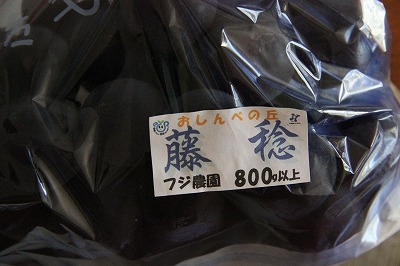 おしんべの丘
藤 稔
フジ農園 800g以上